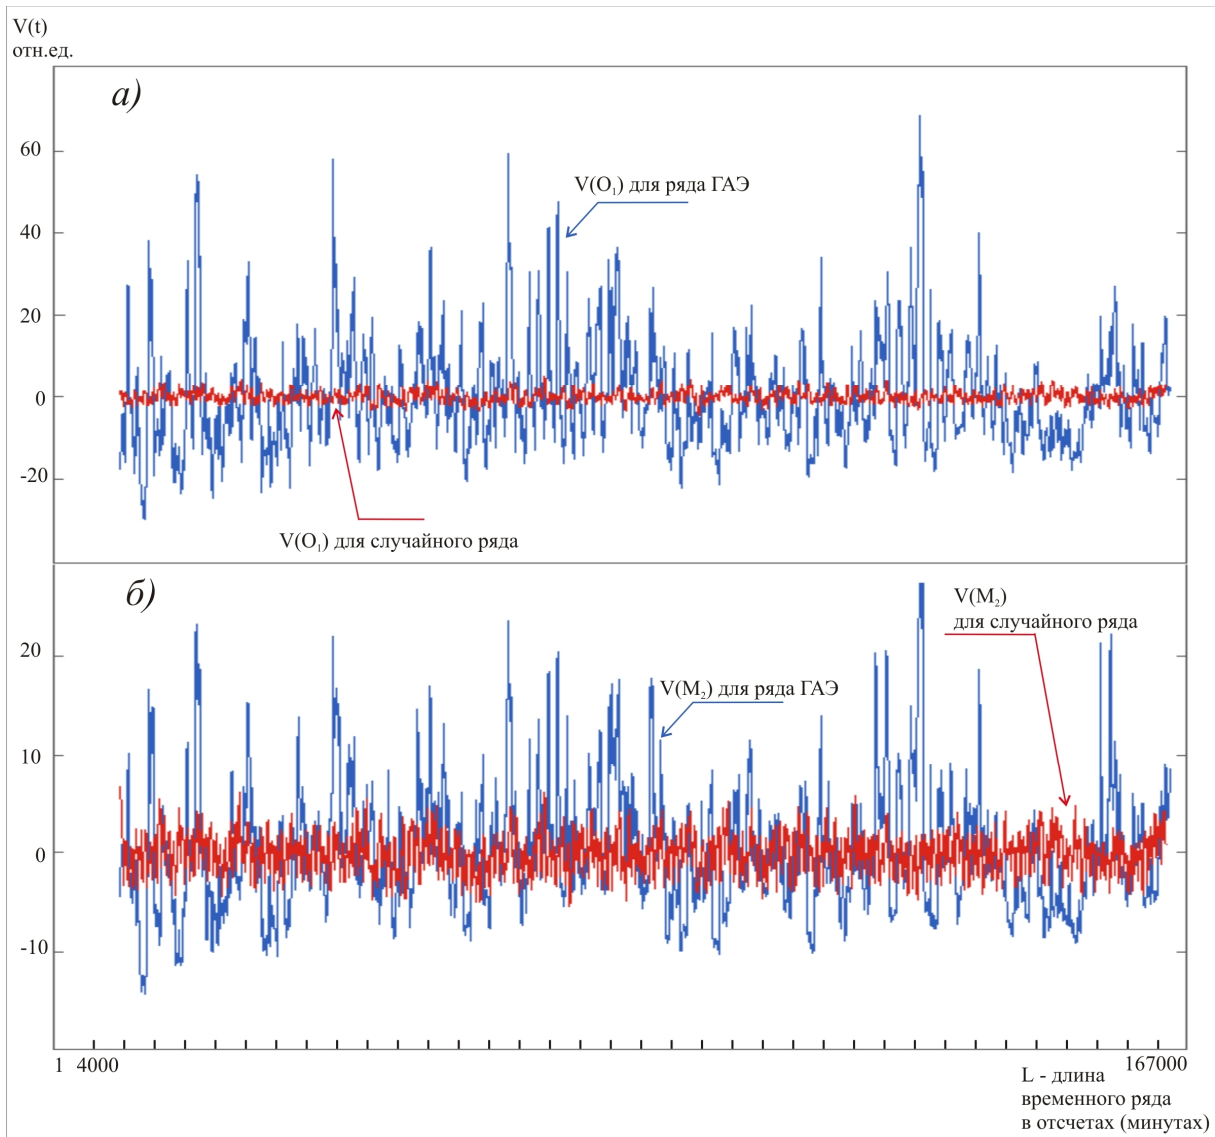 V(t)
отн.ед.
а)
60
V(O₁) для ряда ГАЭ
40
20
0
-20
V(O₁) для случайного ряда
б)
V(M₂)
для случайного ряда
20
V(M₂) для ряда ГАЭ
10
0
-10
1 4000
167000
L - длина
временного ряда
в отсчетах (минутах)